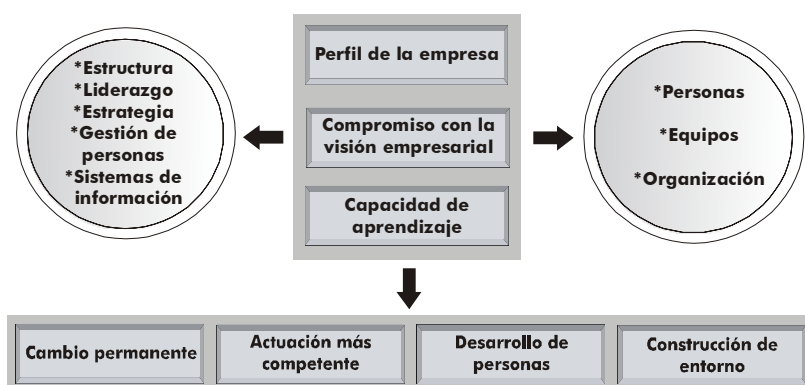 *Estructura
*Liderazgo
*Estrategia
*Gestión de
personas
*Sistemas de
información
Perfil de la empresa
Compromiso con la
visión empresarial
Capacidad de
aprendizaje
*Personas
*Equipos
*Organización
Cambio permanente
Actuación más
competente
Desarrollo de
personas
Construcción de
entorno